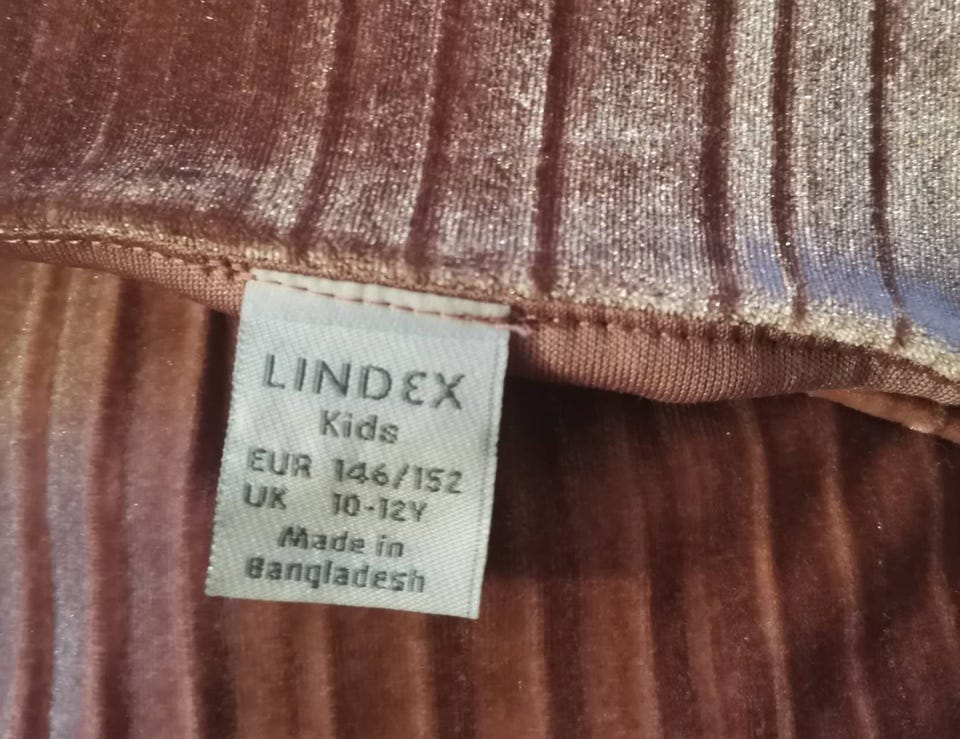 LINDEX
Kids
EUR 146/152
UK 10-12Y
Made in
Bangladesh